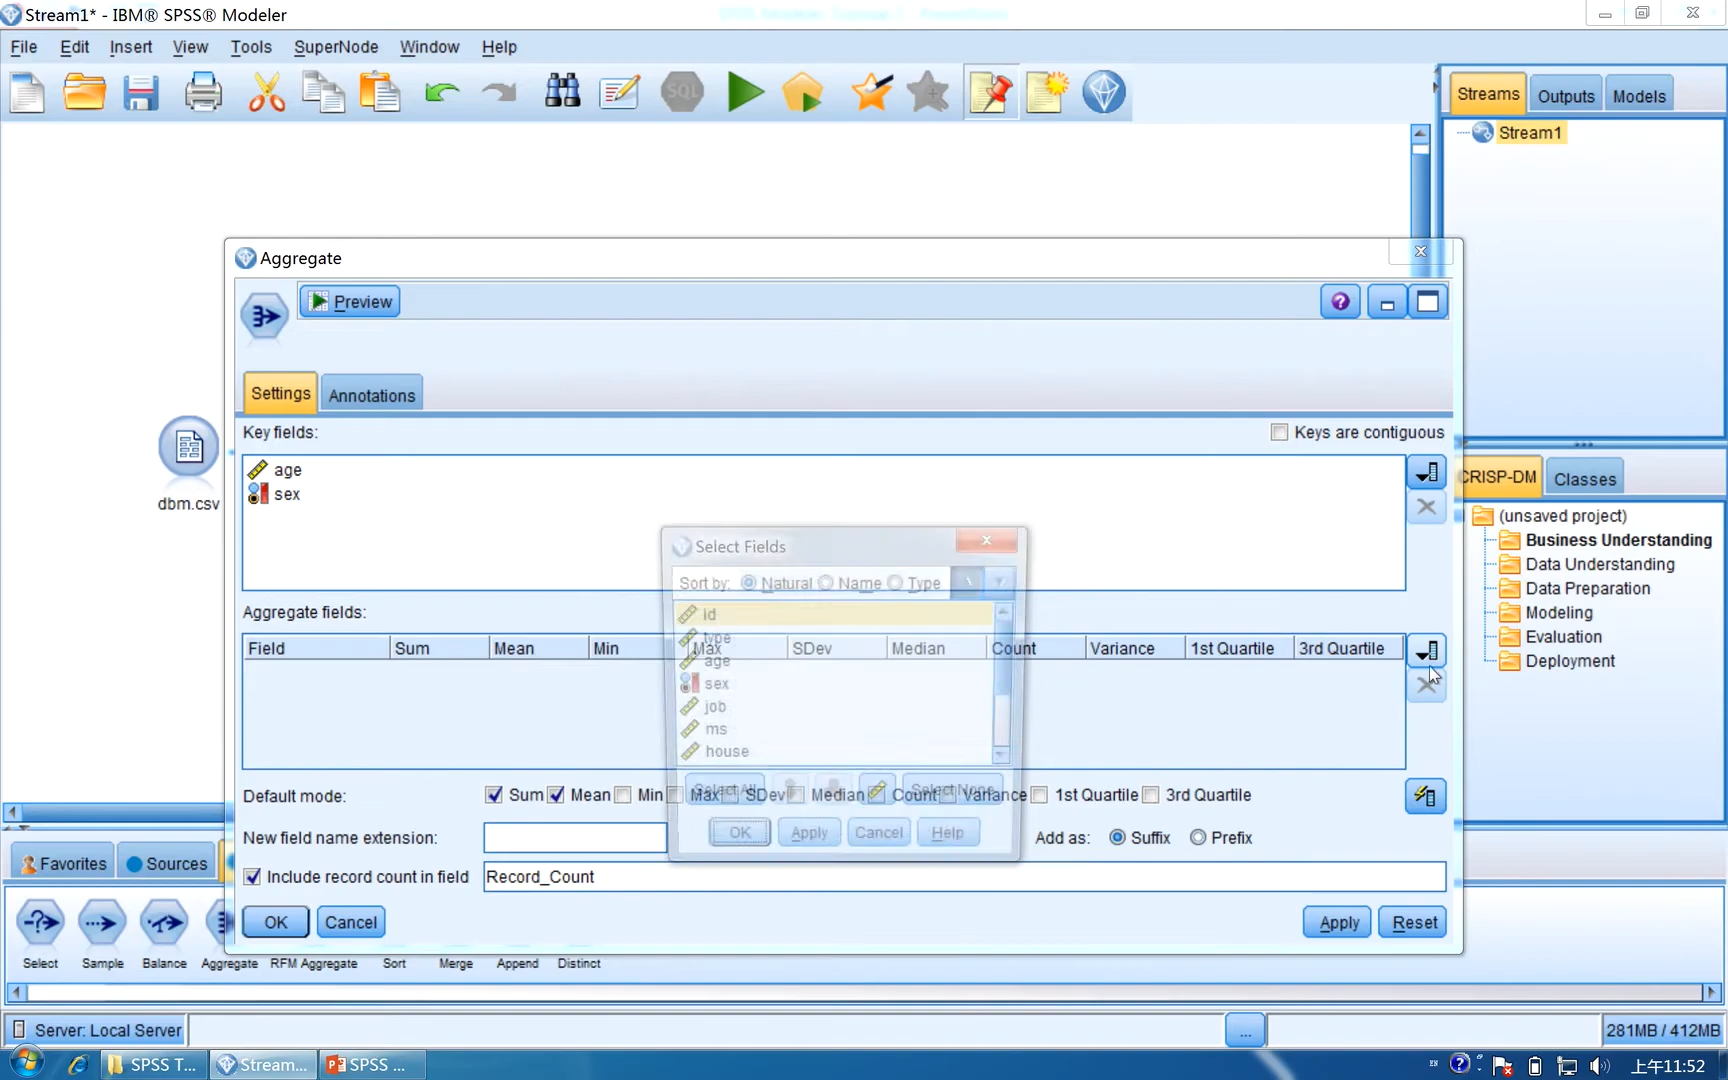 Stream1* - IBM® SPSS® Modeler
File Edit Insert View Tools SuperNode Window Help
SQL
Streams Outputs Models
Stream1
Aggregate
Preview
Settings Annotations
Key fields:
Keys are contiguous
age
sex
dbm.csv
CRISP-DM Classes
(unsaved project)
Business Understanding
Data Understanding
Data Preparation
Modeling
Evaluation
Deployment
Select Fields
Sort by: Natural Name Type
id
type
age
sex
job
ms
house
Select All Select None
OK Apply Cancel Help
Aggregate fields:
Field Sum Mean Min Max SDev Median Count Variance 1st Quartile 3rd Quartile
Default mode: Sum Mean Min Max SDev Median Count Variance 1st Quartile 3rd Quartile
New field name extension:
Add as: Suffix Prefix
Include record count in field Record_Count
OK Cancel Apply Reset
Favorites Sources
Select Sample Balance Aggregate RFM Aggregate Sort Merge Append Distinct
Server: Local Server ... 281MB / 412MB
SPSS T... Stream... SPSS ... EN 上午11:52